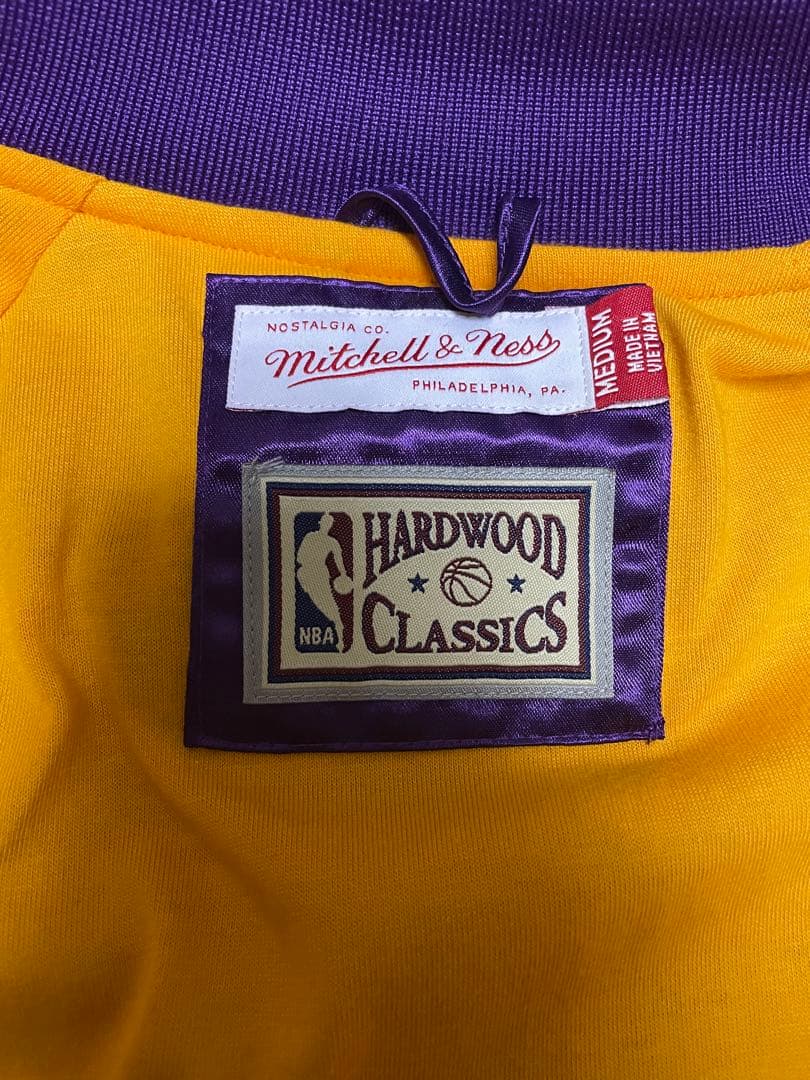 NOSTALGIA CO.
Mitchell & Ness
PHILADELPHIA, PA.
MEDIUM
MADE IN
VIETNAM
HARDWOOD
CLASSICS
NBA